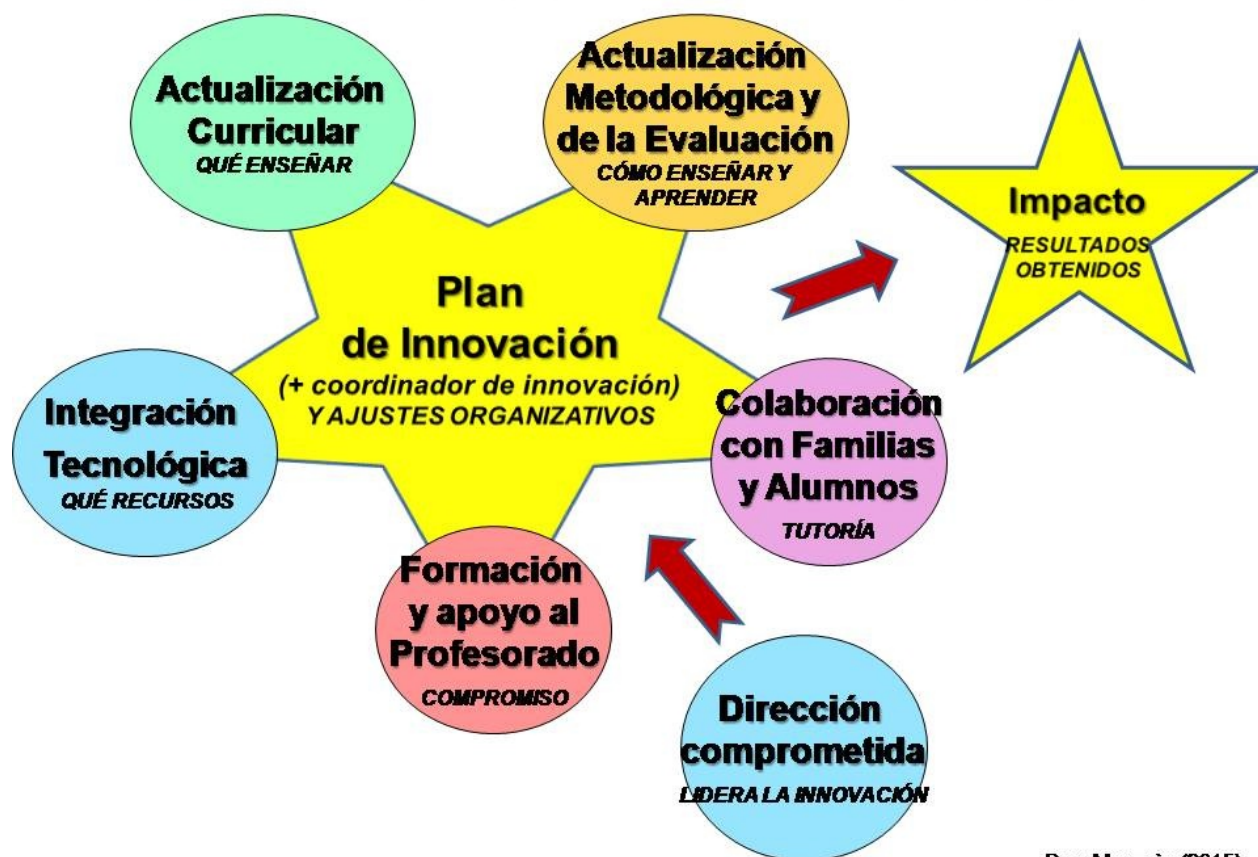 Actualización
Curricular
QUÉ ENSEÑAR
Actualización
Metodológica y
de la Evaluación
CÓMO ENSEÑAR Y
APRENDER
Impacto
RESULTADOS
OBTENIDOS
Plan
de Innovación
(+ coordinador de innovación)
Y AJUSTES ORGANIZATIVOS
Integración
Tecnológica
QUÉ RECURSOS
Colaboración
con Familias
y Alumnos
TUTORÍA
Formación
y apoyo al
Profesorado
COMPROMISO
Dirección
comprometida
LIDERA LA INNOVACIÓN